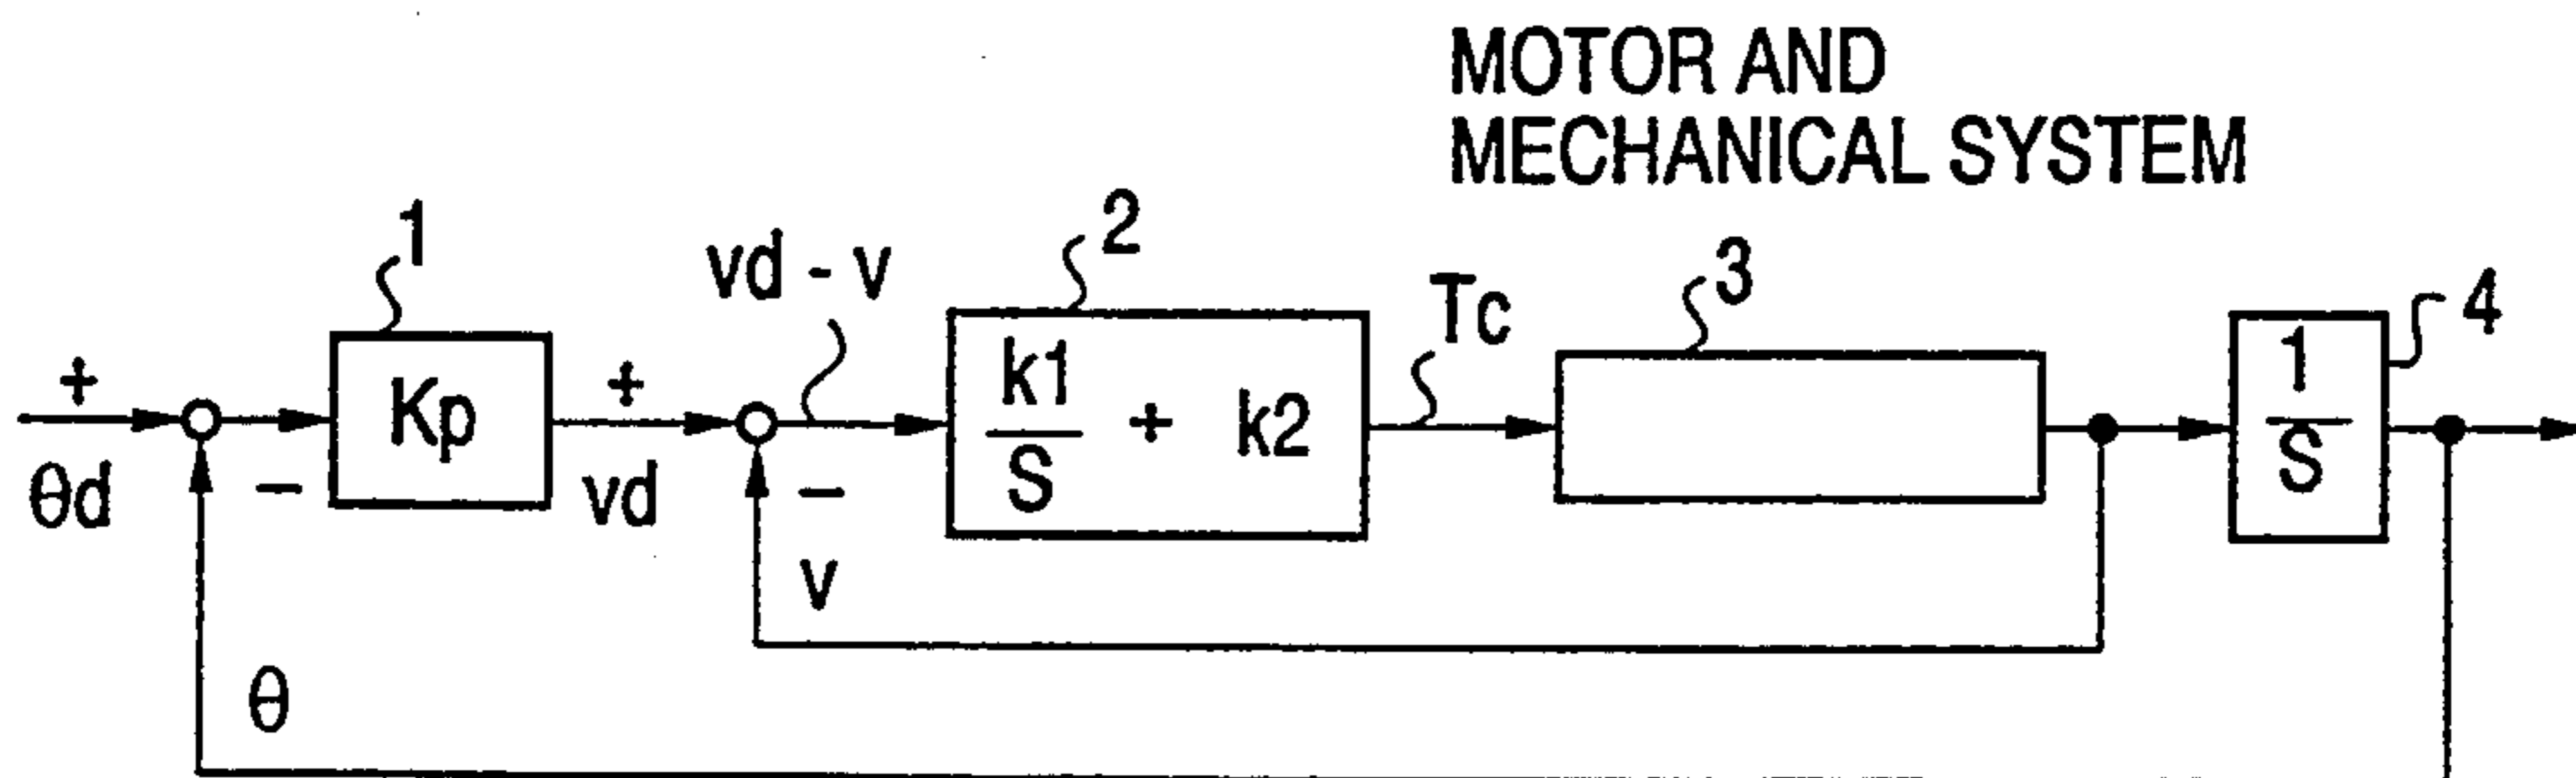 MOTOR AND
MECHANICAL SYSTEM
1
vd - v
2
Tc
3
4
+
θd
−
Kp
+
vd
−
v
k1
S
+ k2
1
S
θ